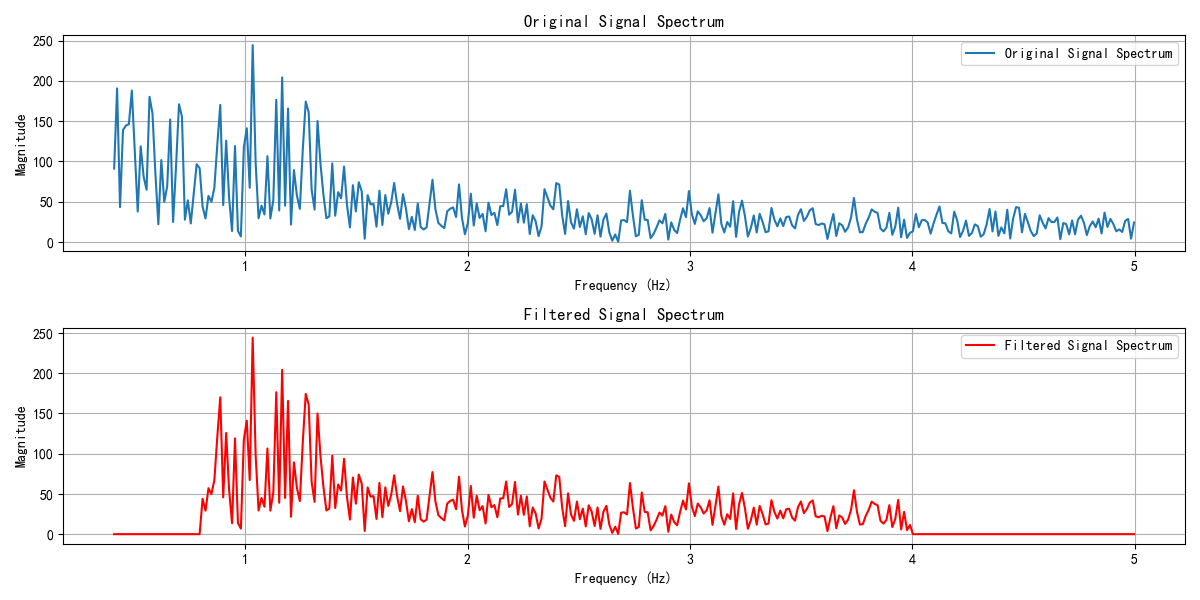 Original Signal Spectrum
250
200
150
100
50
0
Magnitude
Original Signal Spectrum
1
2
3
4
5
Frequency (Hz)
Filtered Signal Spectrum
250
200
150
100
50
0
Magnitude
Filtered Signal Spectrum
1
2
3
4
5
Frequency (Hz)